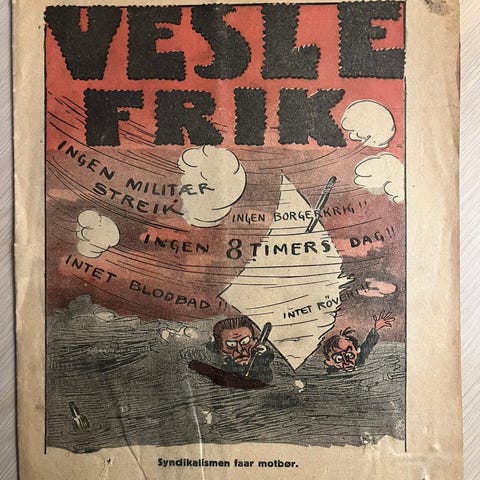 VESLE
FRIK
INGEN MILITÆR
STREIK
INGEN BORGERKRIG!!
INGEN 8 TIMERS DAG!!
INTET BLODBAD!!
INTET RÖVERI!!
Syndikalismen faar motbør.